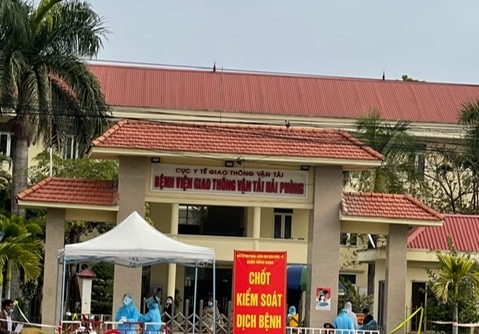 CỤC Y TẾ GIAO THÔNG VẬN TẢI
BỆNH VIỆN GIAO THÔNG VẬN TẢI HẢI PHÒNG
CHỐT
KIỂM SOÁT
DỊCH BỆNH